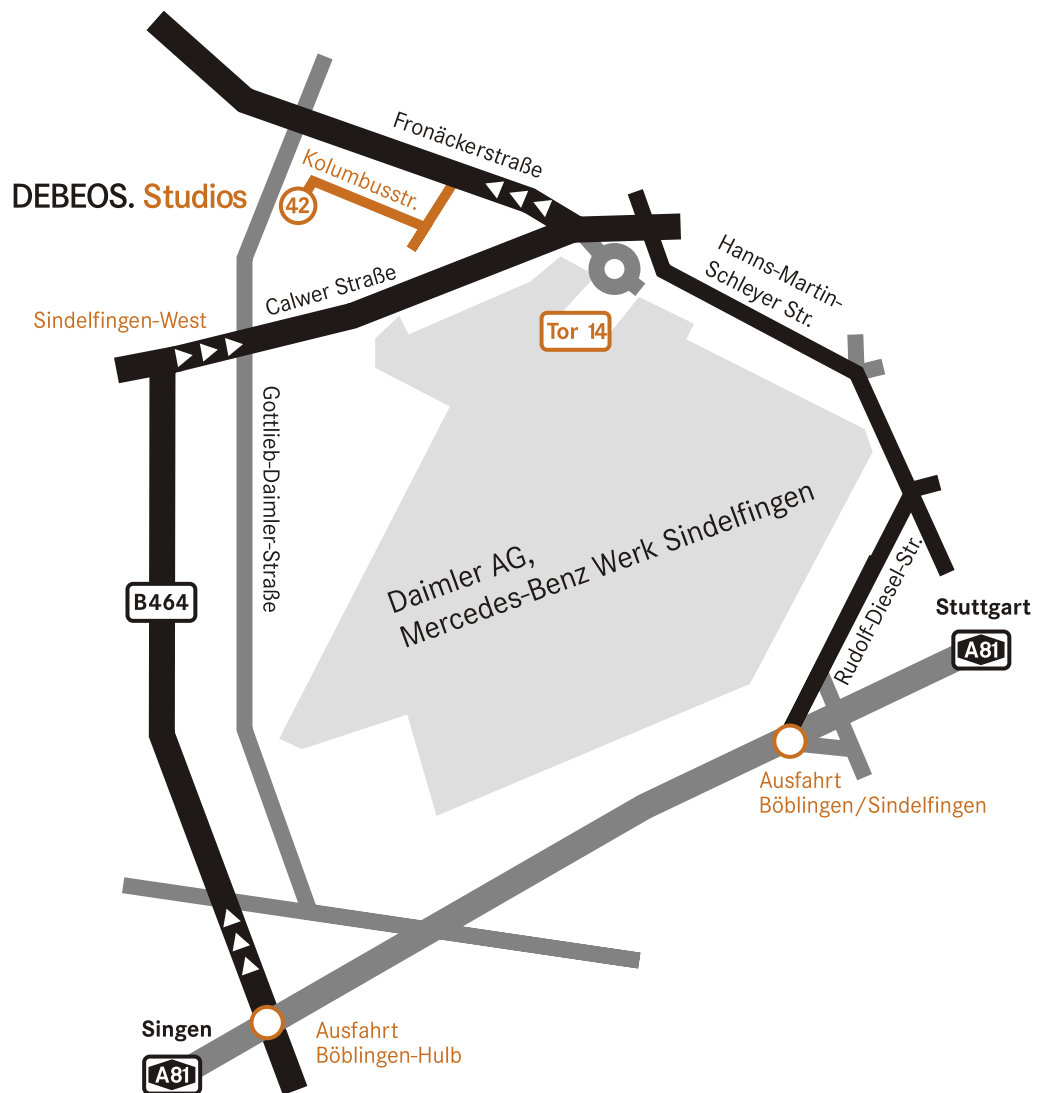 Fronäckerstraße
Kolumbusstr.
DEBEOS. Studios
42
Hanns-Martin-
Schleyer Str.
Calwer Straße
Sindelfingen-West
Tor 14
Gottlieb-Daimler-Straße
Daimler AG,
Mercedes-Benz Werk Sindelfingen
B464
Rudolf-Diesel-Str.
Stuttgart
A81
Ausfahrt
Böblingen/Sindelfingen
Singen
A81
Ausfahrt
Böblingen-Hulb